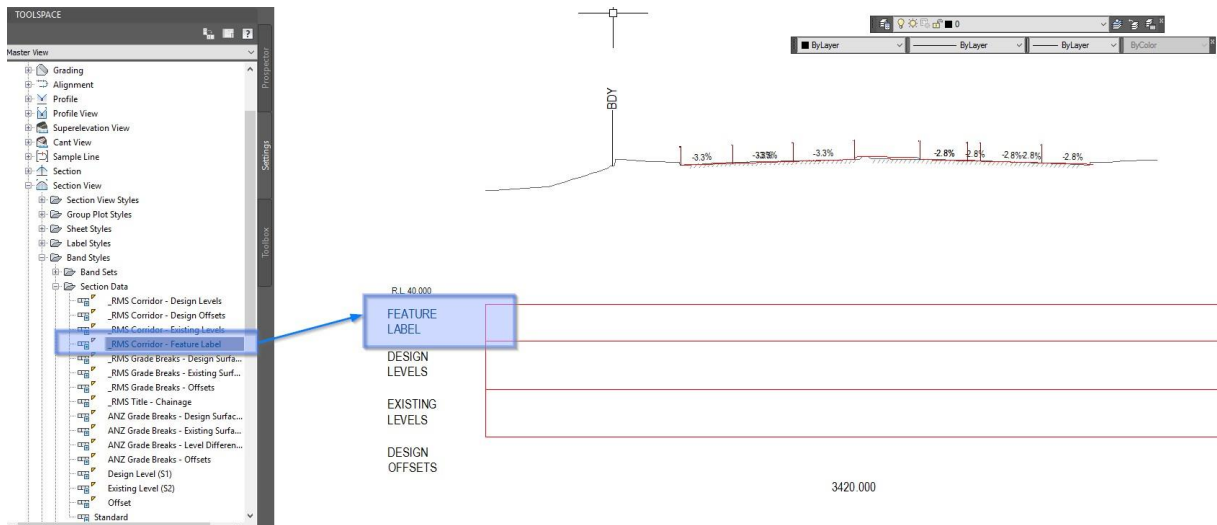 TOOLSPACE
Master View
Grading
Alignment
Profile
Profile View
Superelevation View
Cant View
Sample Line
Section
Section View
Section View Styles
Group Plot Styles
Sheet Styles
Label Styles
Band Styles
Band Sets
Section Data
_RMS Corridor - Design Levels
_RMS Corridor - Design Offsets
_RMS Corridor - Existing Levels
_RMS Corridor - Feature Label
_RMS Grade Breaks - Design Surfa...
_RMS Grade Breaks - Existing Surf...
_RMS Grade Breaks - Offsets
_RMS Title - Chainage
ANZ Grade Breaks - Design Surfac...
ANZ Grade Breaks - Existing Surfa...
ANZ Grade Breaks - Level Differen...
ANZ Grade Breaks - Offsets
Design Level (S1)
Existing Level (S2)
Offset
Standard
Prospector
Settings
Toolbox
0
ByLayer
ByLayer
ByLayer
ByColor
BDY
-3.3%
-3.3%
-2.8%
-2.8%
-2.8%
-2.8%
-2.8%
R.L. 40.000
FEATURE
LABEL
DESIGN
LEVELS
EXISTING
LEVELS
DESIGN
OFFSETS
3420.000